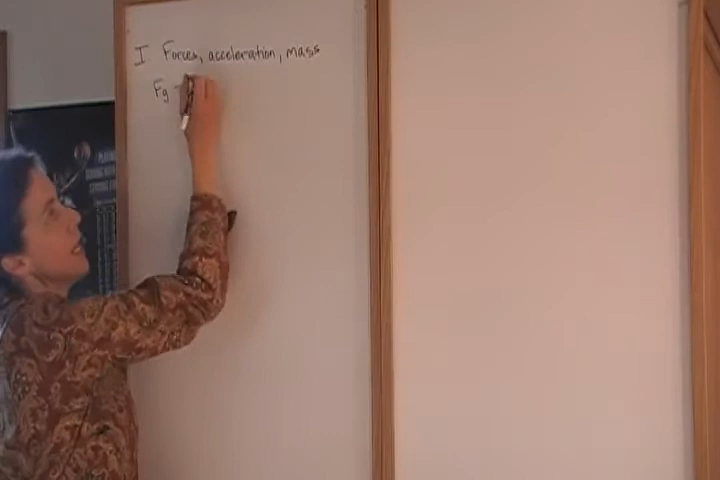 I Forces, acceleration, mass
Fg -